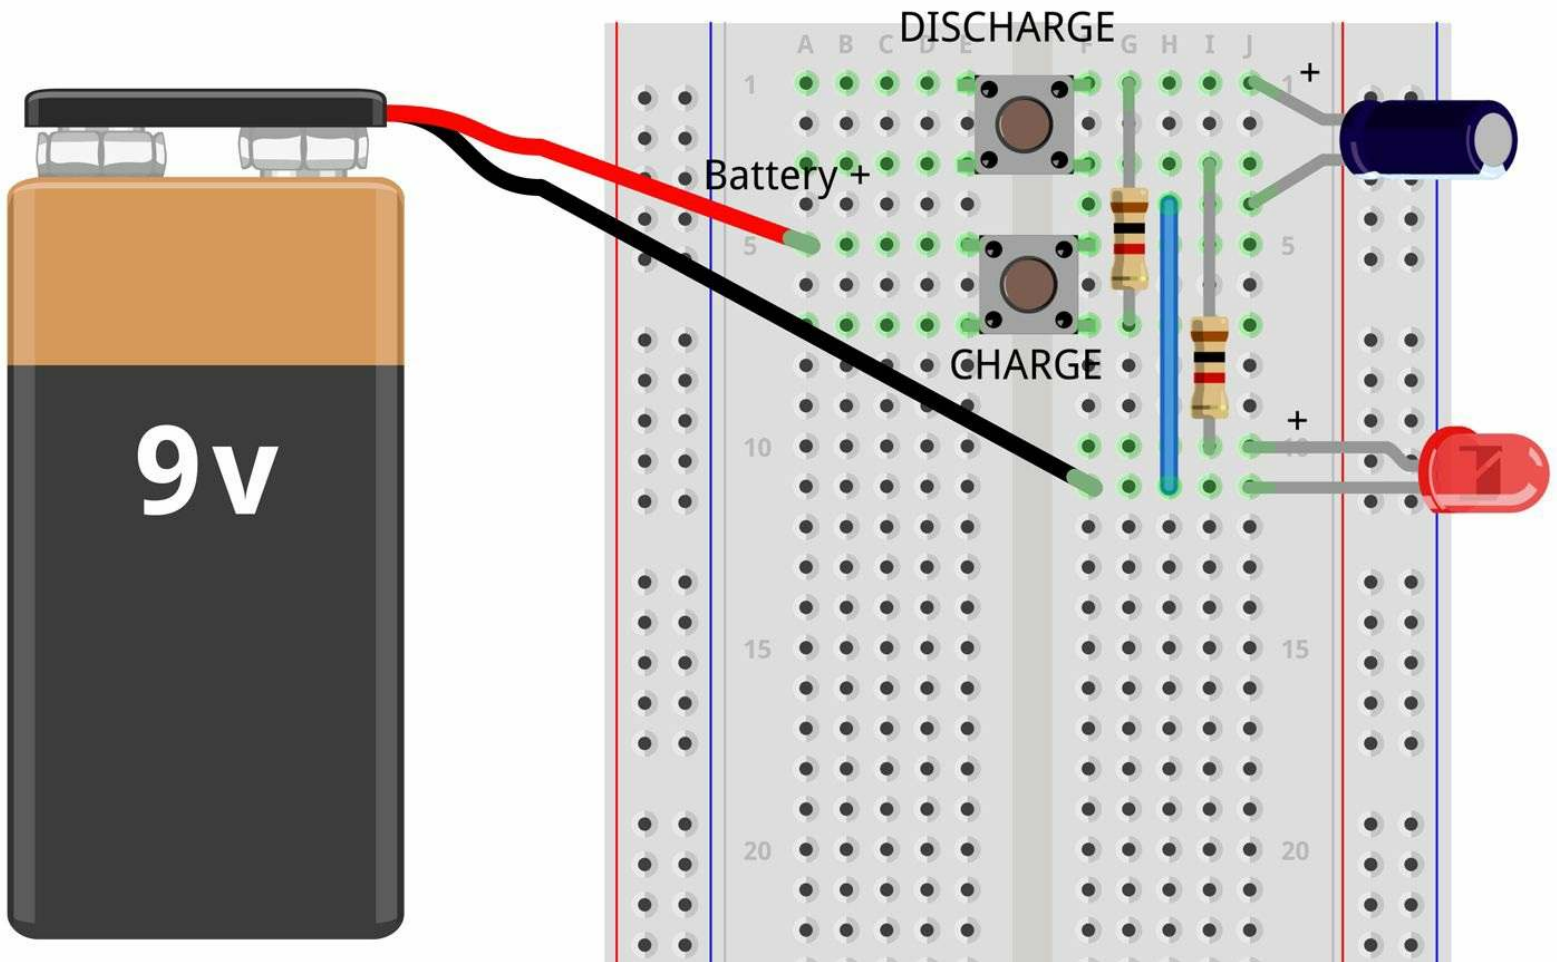 DISCHARGE
A B C D E F G H I J
1 1
+
Battery +
5 5
CHARGE
+
10 10
9v
15 15
20 20